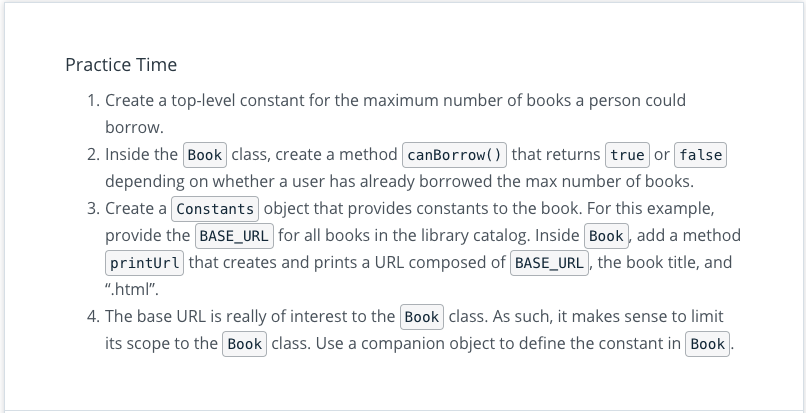 Practice Time
1. Create a top-level constant for the maximum number of books a person could
borrow.
2. Inside the Book class, create a method canBorrow() that returns true or false
depending on whether a user has already borrowed the max number of books.
3. Create a Constants object that provides constants to the book. For this example,
provide the BASE_URL for all books in the library catalog. Inside Book, add a method
printUrl that creates and prints a URL composed of BASE_URL, the book title, and
“.html”.
4. The base URL is really of interest to the Book class. As such, it makes sense to limit
its scope to the Book class. Use a companion object to define the constant in Book.